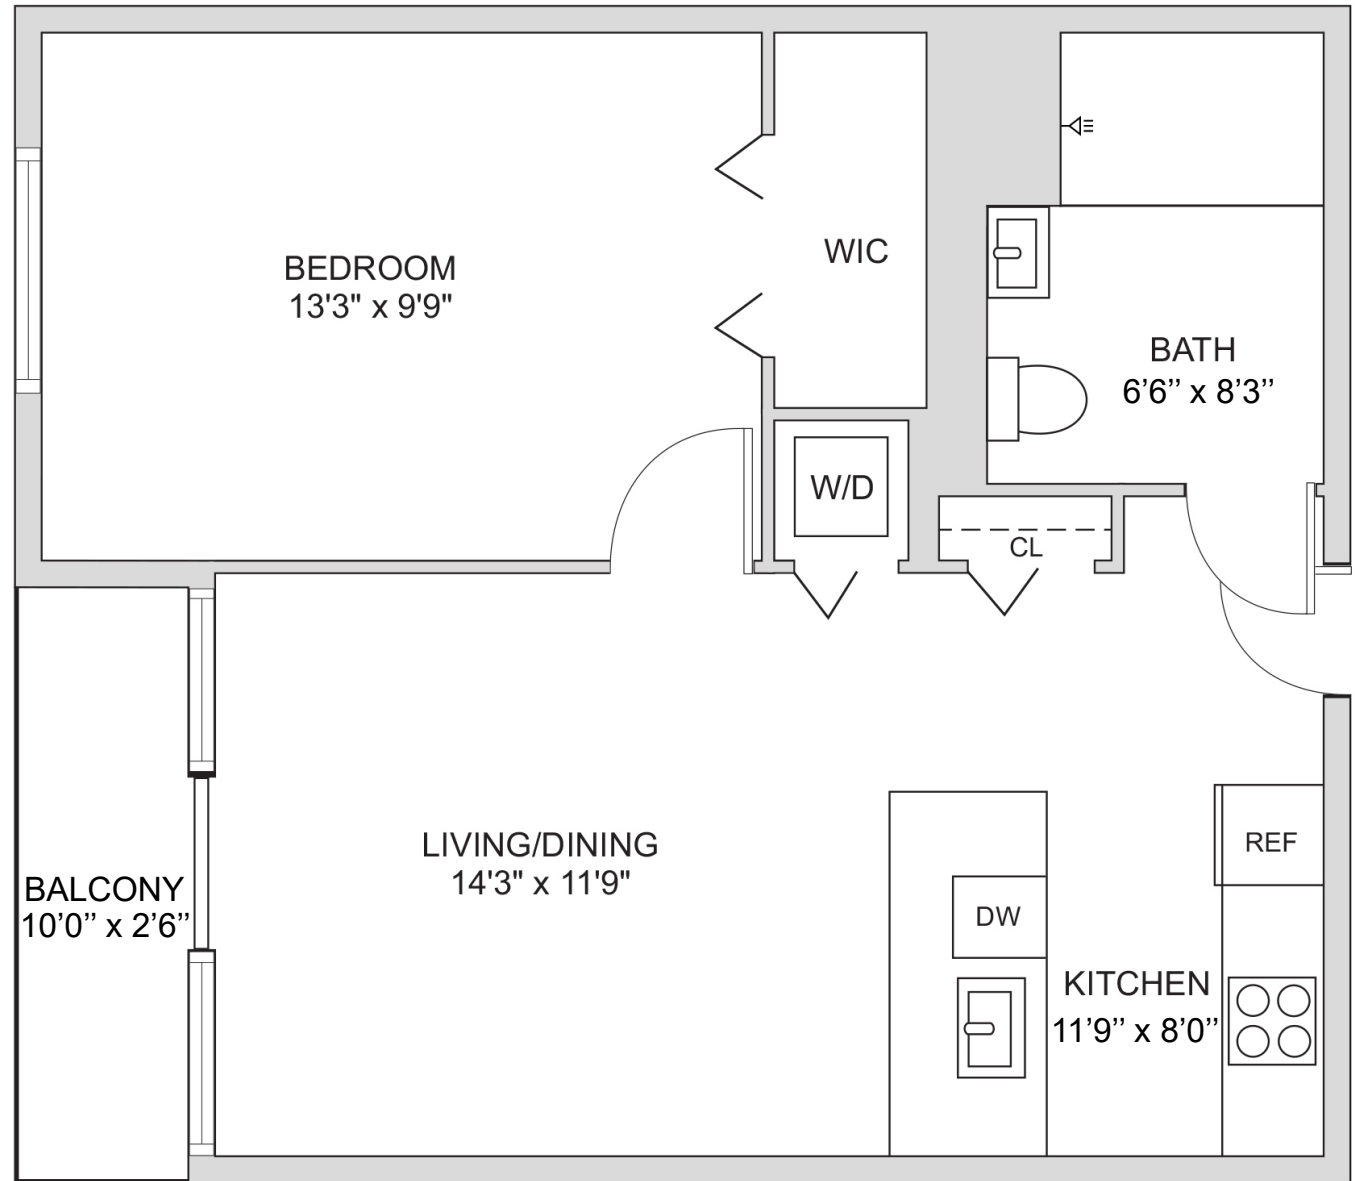 BEDROOM
13'3" x 9'9"
WIC
BATH
6’6’’ x 8’3’’
W/D
CL
LIVING/DINING
14'3" x 11'9"
REF
BALCONY
10’0’’ x 2’6’’
DW
KITCHEN
11’9’’ x 8’0’’